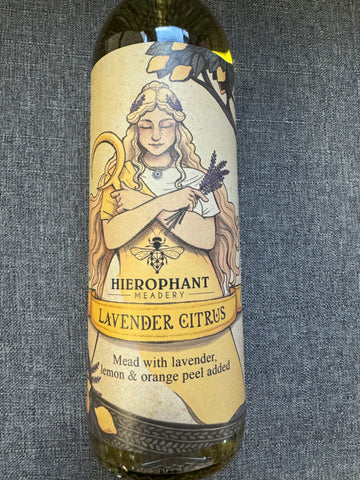 HIEROPHANT
MEADERY
LAVENDER CITRUS
Mead with lavender,
lemon & orange peel added